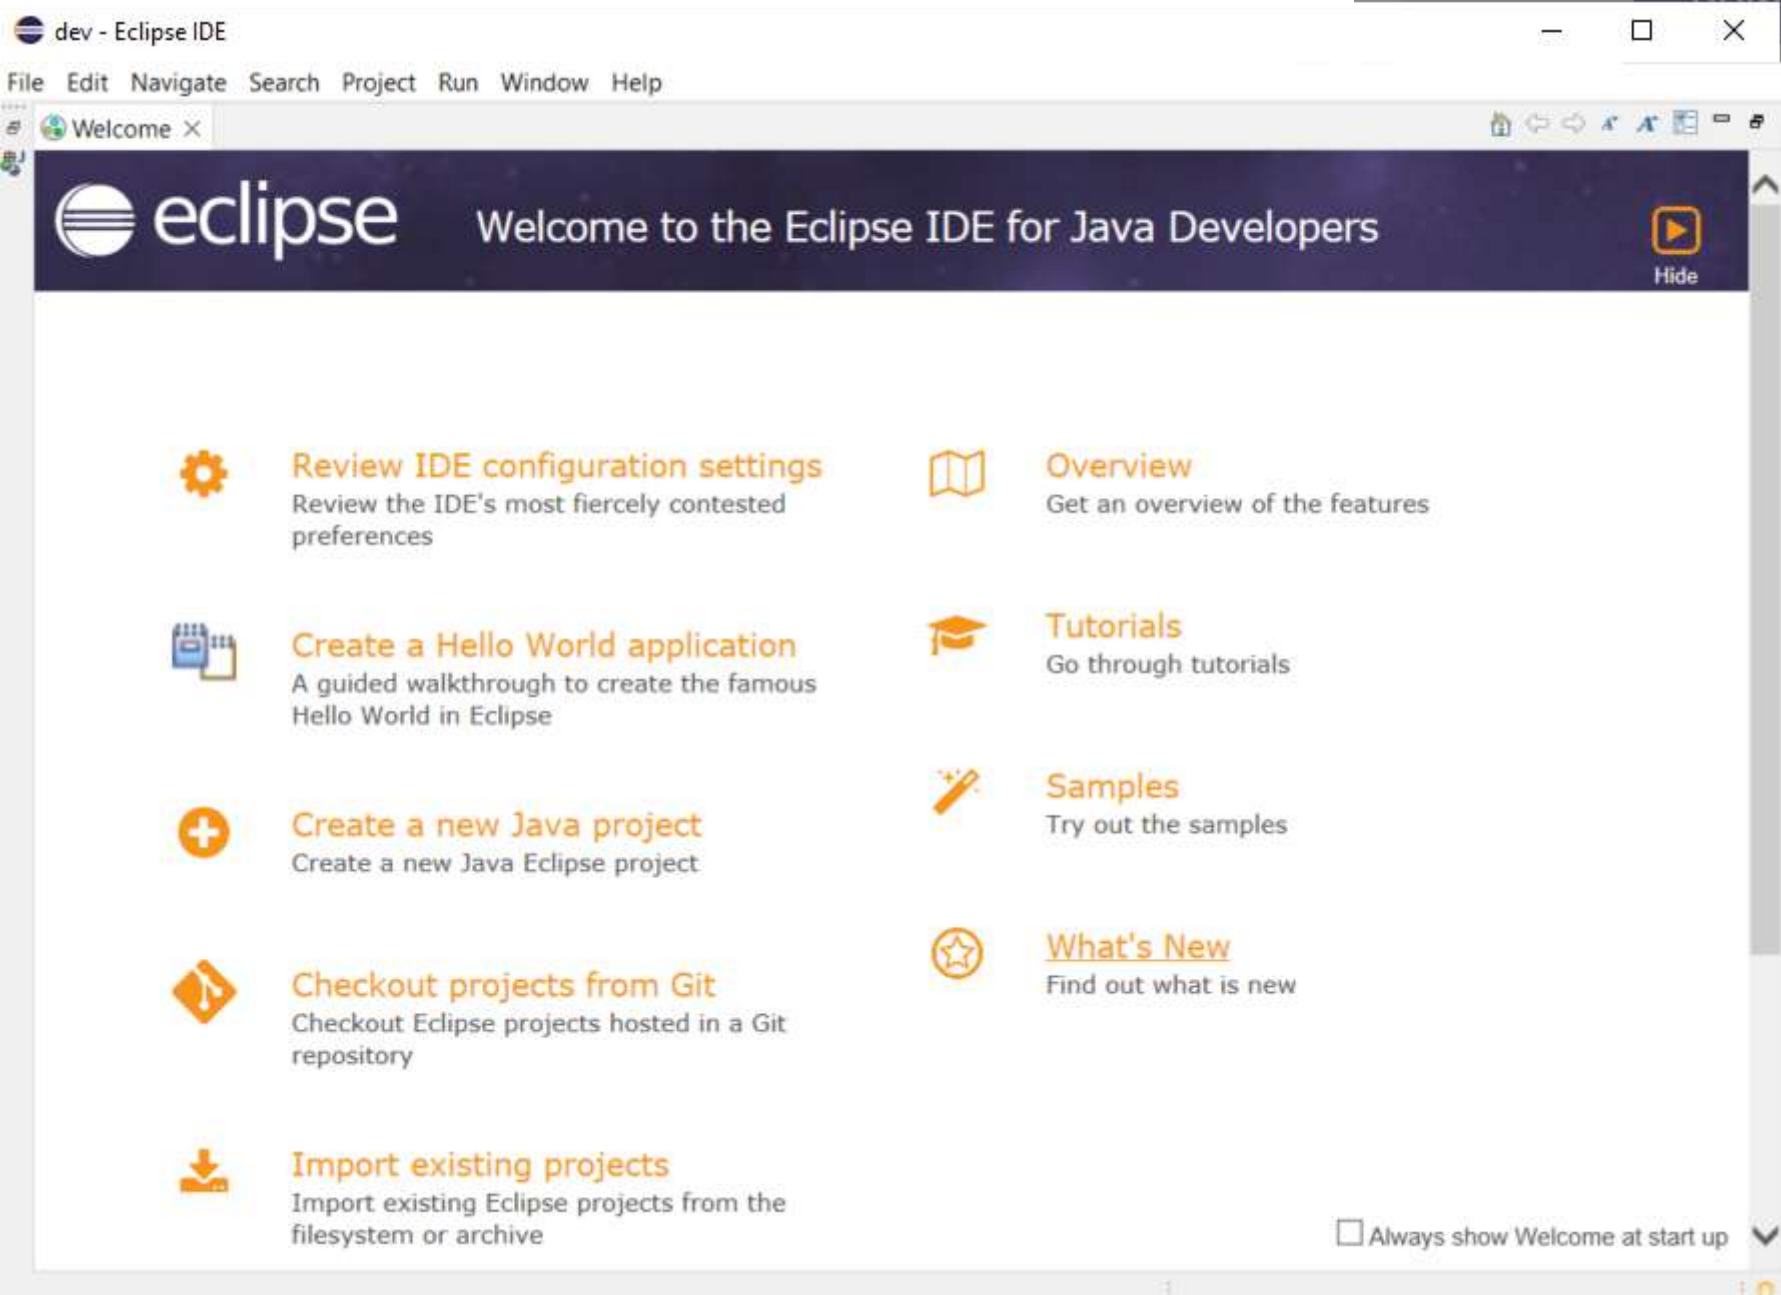 dev - Eclipse IDE
File Edit Navigate Search Project Run Window Help
Welcome
eclipse Welcome to the Eclipse IDE for Java Developers
Hide
Review IDE configuration settings
Review the IDE's most fiercely contested
preferences
Create a Hello World application
A guided walkthrough to create the famous
Hello World in Eclipse
Create a new Java project
Create a new Java Eclipse project
Checkout projects from Git
Checkout Eclipse projects hosted in a Git
repository
Import existing projects
Import existing Eclipse projects from the
filesystem or archive
Overview
Get an overview of the features
Tutorials
Go through tutorials
Samples
Try out the samples
What's New
Find out what is new
Always show Welcome at start up